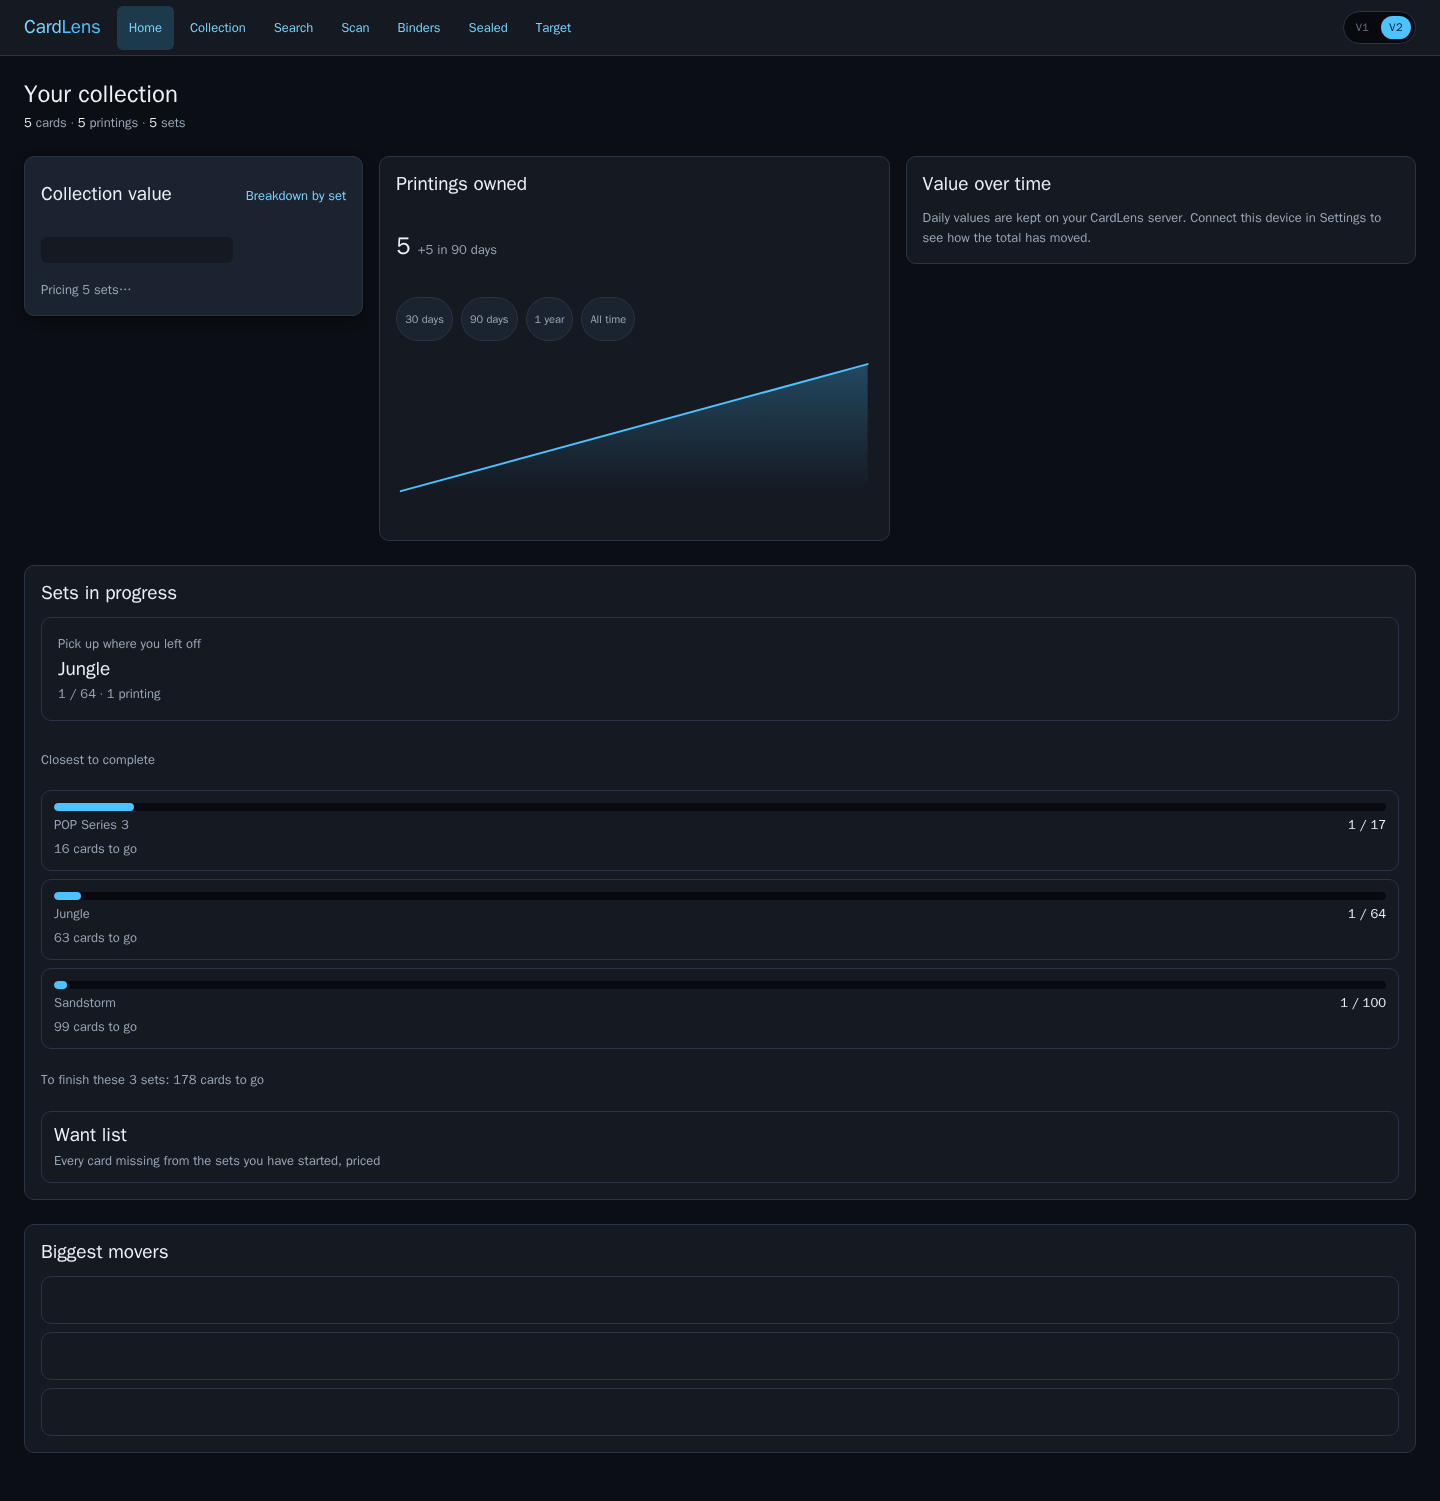 CardLens Home Collection Search Scan Binders Sealed Target V1 V2
Your collection
5 cards · 5 printings · 5 sets
Collection value Breakdown by set
Pricing 5 sets…
Printings owned
5 +5 in 90 days
30 days 90 days 1 year All time
Value over time
Daily values are kept on your CardLens server. Connect this device in Settings to
see how the total has moved.
Sets in progress
Pick up where you left off
Jungle
1 / 64 · 1 printing
Closest to complete
POP Series 3 1 / 17
16 cards to go
Jungle 1 / 64
63 cards to go
Sandstorm 1 / 100
99 cards to go
To finish these 3 sets: 178 cards to go
Want list
Every card missing from the sets you have started, priced
Biggest movers